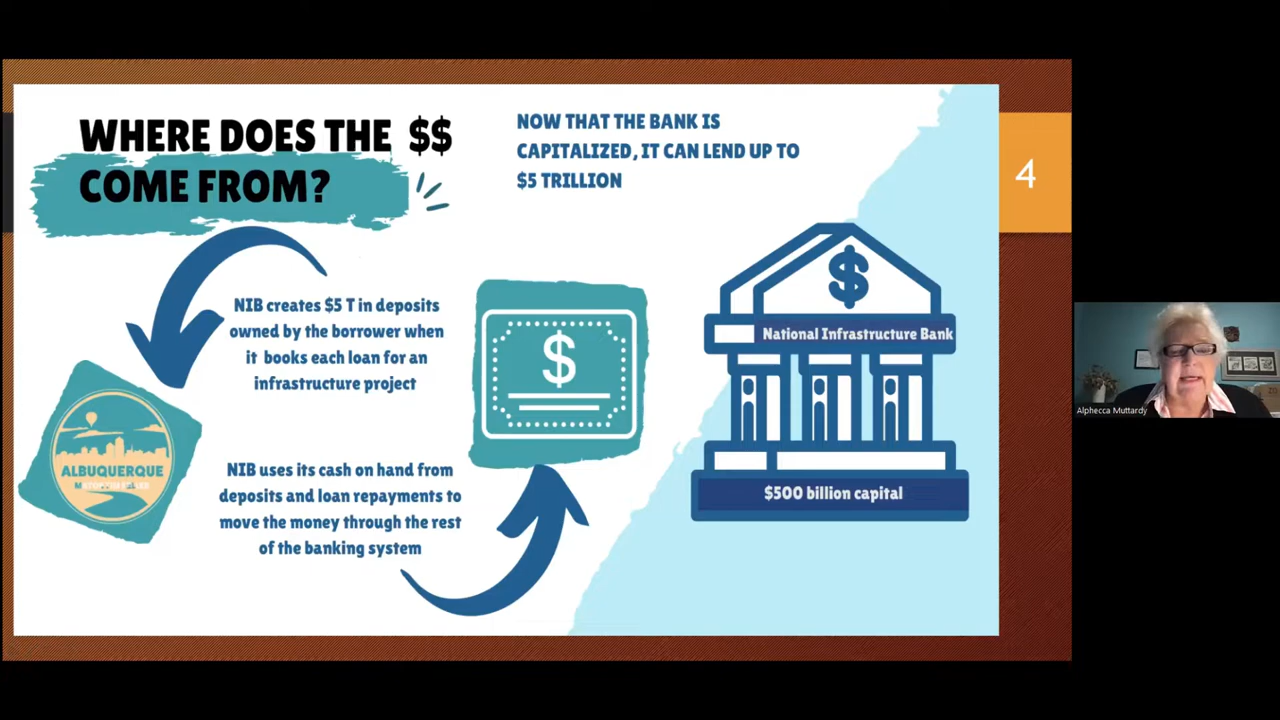 WHERE DOES THE $$
COME FROM?
NOW THAT THE BANK IS
CAPITALIZED, IT CAN LEND UP TO
$5 TRILLION
4
NIB creates $5 T in deposits
owned by the borrower when
it books each loan for an
infrastructure project
$
$
National Infrastructure Bank
ALBUQUERQUE
NIB uses its cash on hand from
deposits and loan repayments to
move the money through the rest
of the banking system
$500 billion capital
Alphecca Muttardy